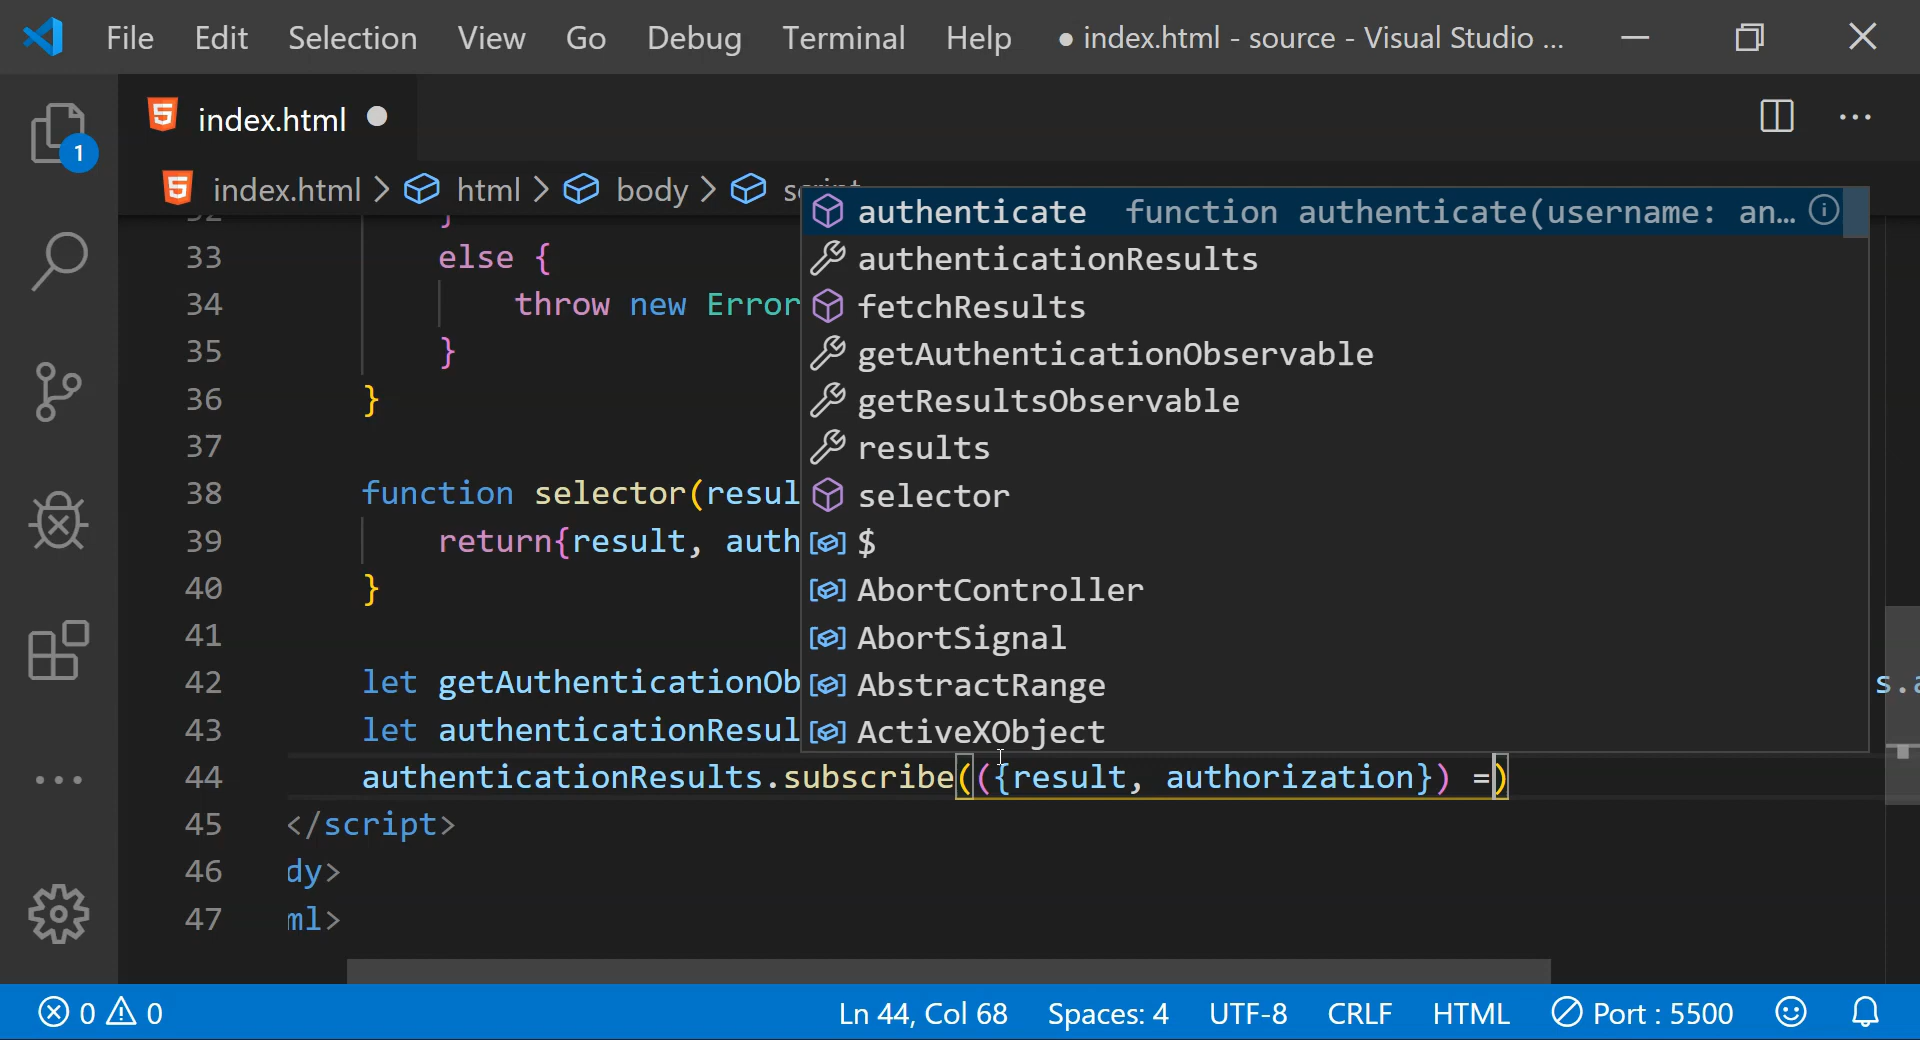 File Edit Selection View Go Debug Terminal Help ● index.html - source - Visual Studio ...
index.html
1
index.html > html > body >
33 else {
34 throw new Error
35 }
36 }
37
38 function selector(resul
39 return{result, auth
40 }
41
42 let getAuthenticationOb
43 let authenticationResul
44 authenticationResults.subscribe(({result, authorization}) =)
45 </script>
46 dy>
47 ml>
authenticate function authenticate(username: an...
authenticationResults
fetchResults
getAuthenticationObservable
getResultsObservable
results
selector
$
AbortController
AbortSignal
AbstractRange
ActiveXObject
0 0 Ln 44, Col 68 Spaces: 4 UTF-8 CRLF HTML Port : 5500